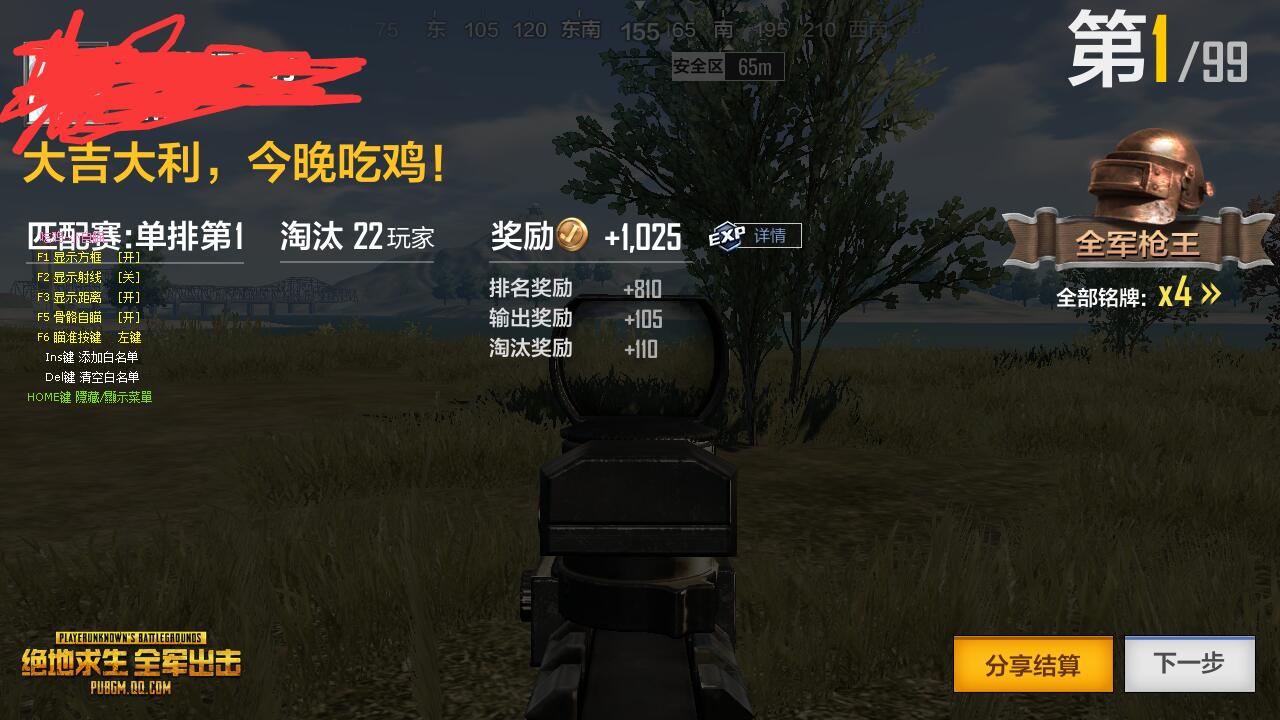 75 东 105 120 东南 155 165 南 195 210 西南
安全区 65m
第1/99
大吉大利，今晚吃鸡！
匹配赛:单排第1 淘汰 22玩家 奖励 +1,025 EXP 详情
全军枪王
全部铭牌: x4 »
F1 显示方框 [开]
F2 显示射线 [关]
F3 显示距离 [开]
F5 骨骼自瞄 [开]
F6 瞄准按键 左键
Ins键 添加白名单
Del键 清空白名单
HOME键 隱藏/顯示菜單
排名奖励 +810
输出奖励 +105
淘汰奖励 +110
PLAYERUNKNOWN'S BATTLEGROUNDS
绝地求生 全军出击
PUBGM.QQ.COM
分享结算
下一步